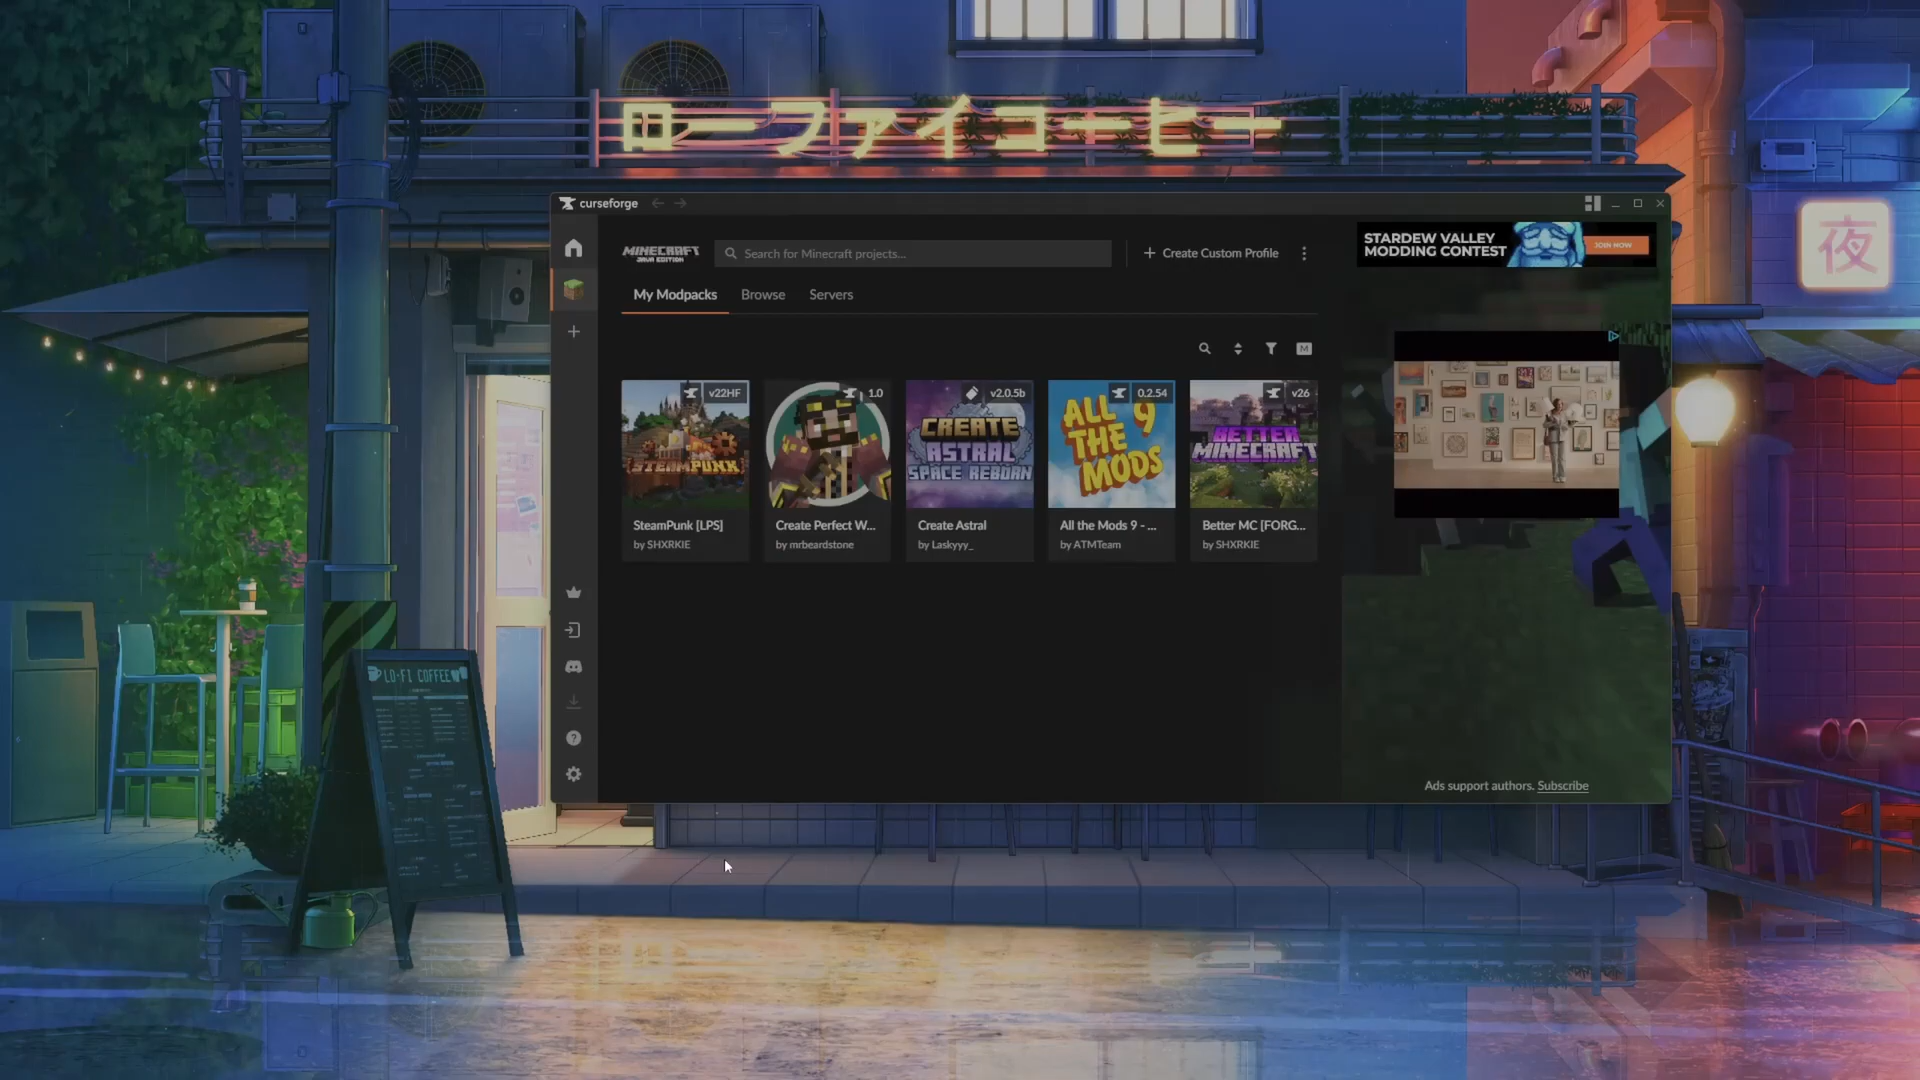 ローファイコーヒー
curseforge
夜
MINECRAFT
JAVA EDITION
Search for Minecraft projects...
Create Custom Profile
STARDEW VALLEY
MODDING CONTEST
JOIN NOW
My Modpacks
Browse
Servers
M
v22HF
1.0
v2.0.5b
0.2.54
v26
STEAMPUNK
CREATE
ASTRAL
SPACE REBORN
ALL
THE 9
MODS
BETTER
MINECRAFT
SteamPunk [LPS]
by SHXRKIE
Create Perfect W...
by mrbeardstone
Create Astral
by Laskyyy_
All the Mods 9 - ...
by ATMTeam
Better MC [FORG...
by SHXRKIE
LO-FI COFFEE
Ads support authors. Subscribe